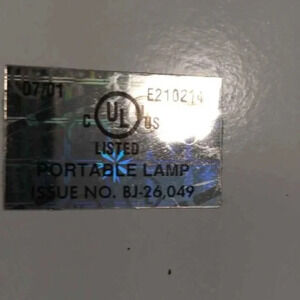 07/01 E210214
C UL US
LISTED
PORTABLE LAMP
ISSUE NO. BJ-26,049